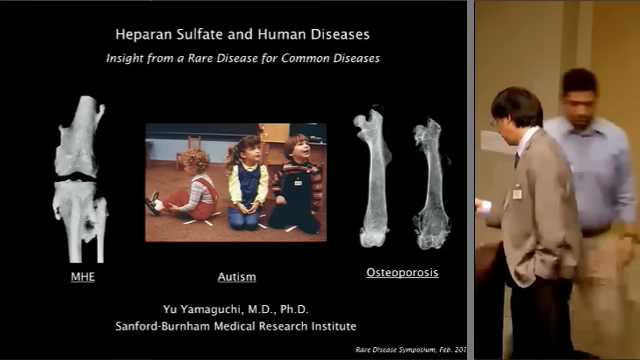 Heparan Sulfate and Human Diseases
Insight from a Rare Disease for Common Diseases
MHE
Autism
Osteoporosis
Yu Yamaguchi, M.D., Ph.D.
Sanford-Burnham Medical Research Institute
Rare Disease Symposium, Feb.